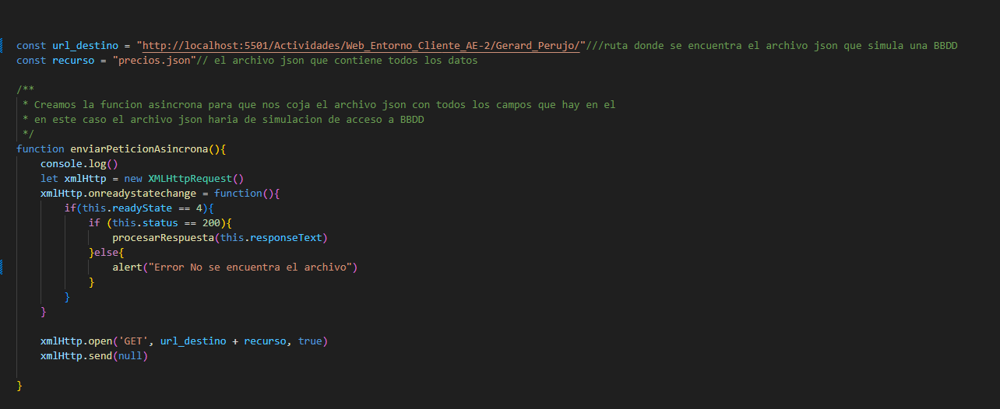 const url_destino = "http://localhost:5501/Actividades/Web_Entorno_Cliente_AE-2/Gerard_Perujo/"///ruta donde se encuentra el archivo json que simula una BBDD
const recurso = "precios.json"// el archivo json que contiene todos los datos
/**
 * Creamos la funcion asincrona para que nos coja el archivo json con todos los campos que hay en el
 * en este caso el archivo json haria de simulacion de acceso a BBDD
 */
function enviarPeticionAsincrona(){
    console.log()
    let xmlHttp = new XMLHttpRequest()
    xmlHttp.onreadystatechange = function(){
        if(this.readyState == 4){
            if (this.status == 200){
                procesarRespuesta(this.responseText)
            }else{
                alert("Error No se encuentra el archivo")
            }
        }
    }
    xmlHttp.open('GET', url_destino + recurso, true)
    xmlHttp.send(null)
}